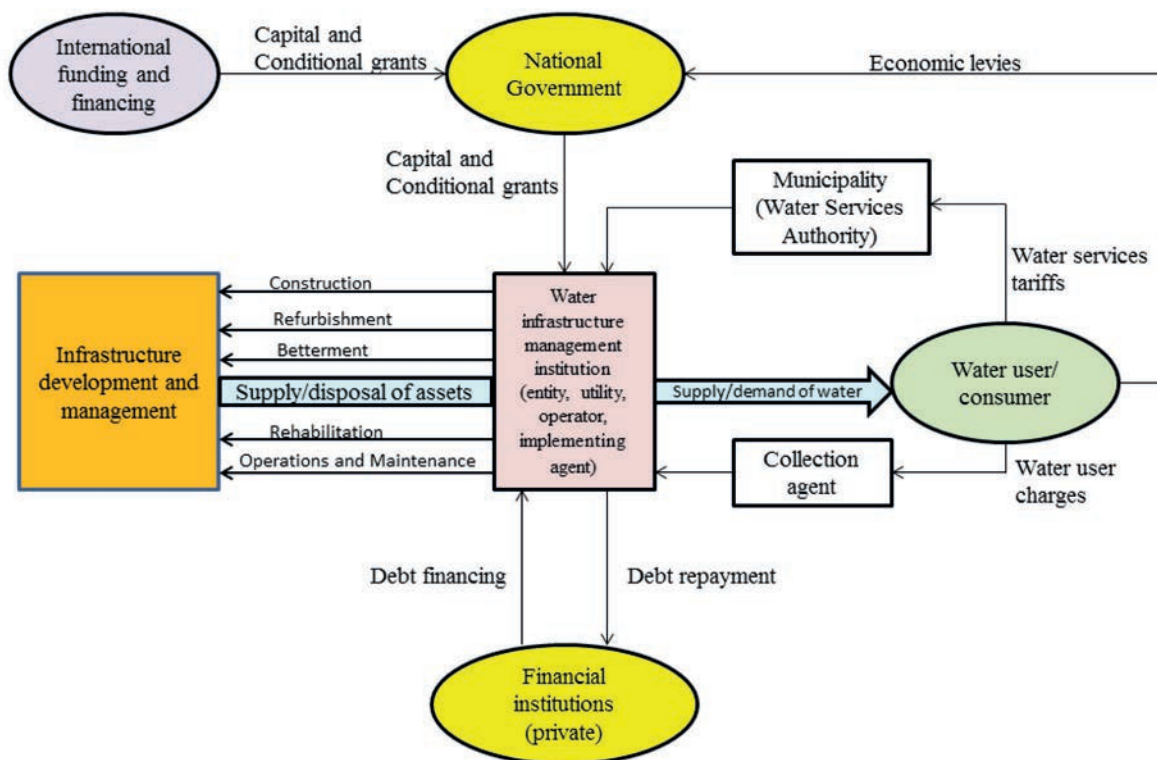 International
funding and
financing
Capital and
Conditional grants
National
Government
Economic levies
Capital and
Conditional grants
Municipality
(Water Services
Authority)
Water services
tariffs
Infrastructure
development and
management
Construction
Refurbishment
Betterment
Supply/disposal of assets
Rehabilitation
Operations and Maintenance
Water
infrastructure
management
institution
(entity, utility,
operator,
implementing
agent)
Supply/demand of water
Water user/
consumer
Collection
agent
Water user
charges
Debt financing
Debt repayment
Financial
institutions
(private)